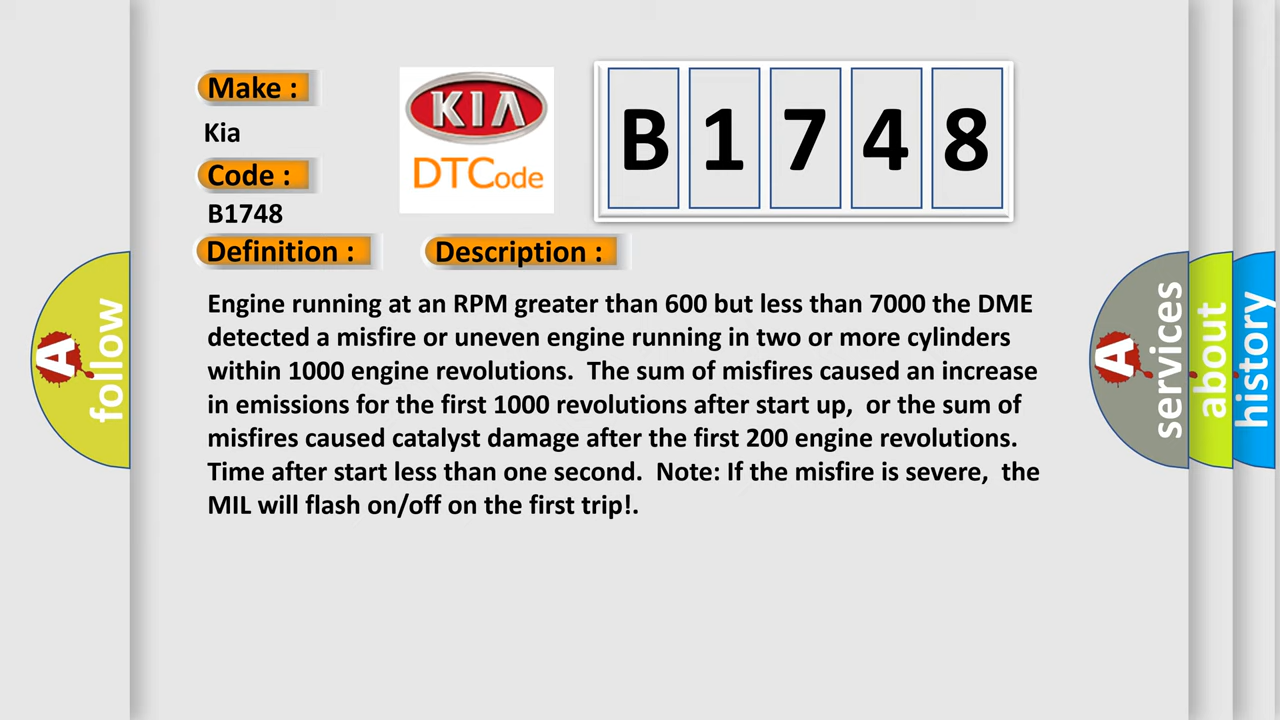 Make :
Kia
Code :
B1748
KIA
DTCode
B1748
Definition :
Description :
Engine running at an RPM greater than 600 but less than 7000 the DME
detected a misfire or uneven engine running in two or more cylinders
within 1000 engine revolutions  The sum of misfires caused an increase
in emissions for the first 1000 revolutions after start up,  or the sum of
misfires caused catalyst damage after the first 200 engine revolutions.
Time after start less than one second  Note: If the misfire is severe,  the
MIL will flash on/off on the first trip!.
A follow
A services
about
history